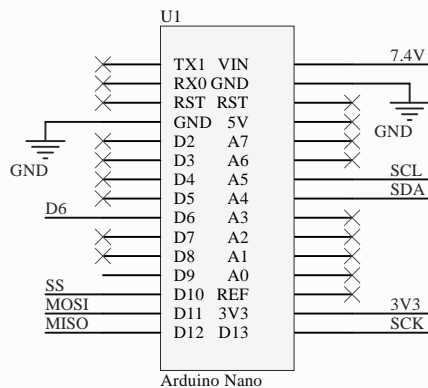 U1
TX1 VIN 7.4V
RX0 GND
RST RST
GND 5V GND
D2 A7
GND D3 A6
D4 A5 SCL
D5 A4 SDA
D6 D6 A3
D7 A2
D8 A1
D9 A0
SS D10 REF
MOSI D11 3V3 3V3
MISO D12 D13 SCK
Arduino Nano